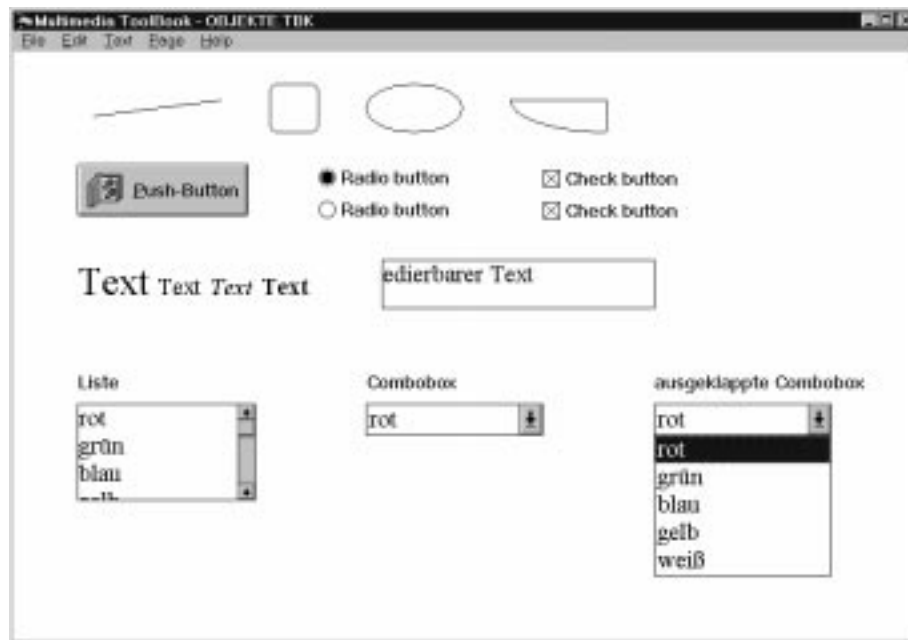 Multimedia ToolBook - OBJEKTE.TBK
File Edit Text Page Help
Push-Button
Radio button
Check button
Radio button
Check button
Text Text Text Text
edierbarer Text
Liste
Combobox
ausgeklappte Combobox
rot
grün
blau
gelb
rot
rot
rot
grün
blau
gelb
weiß